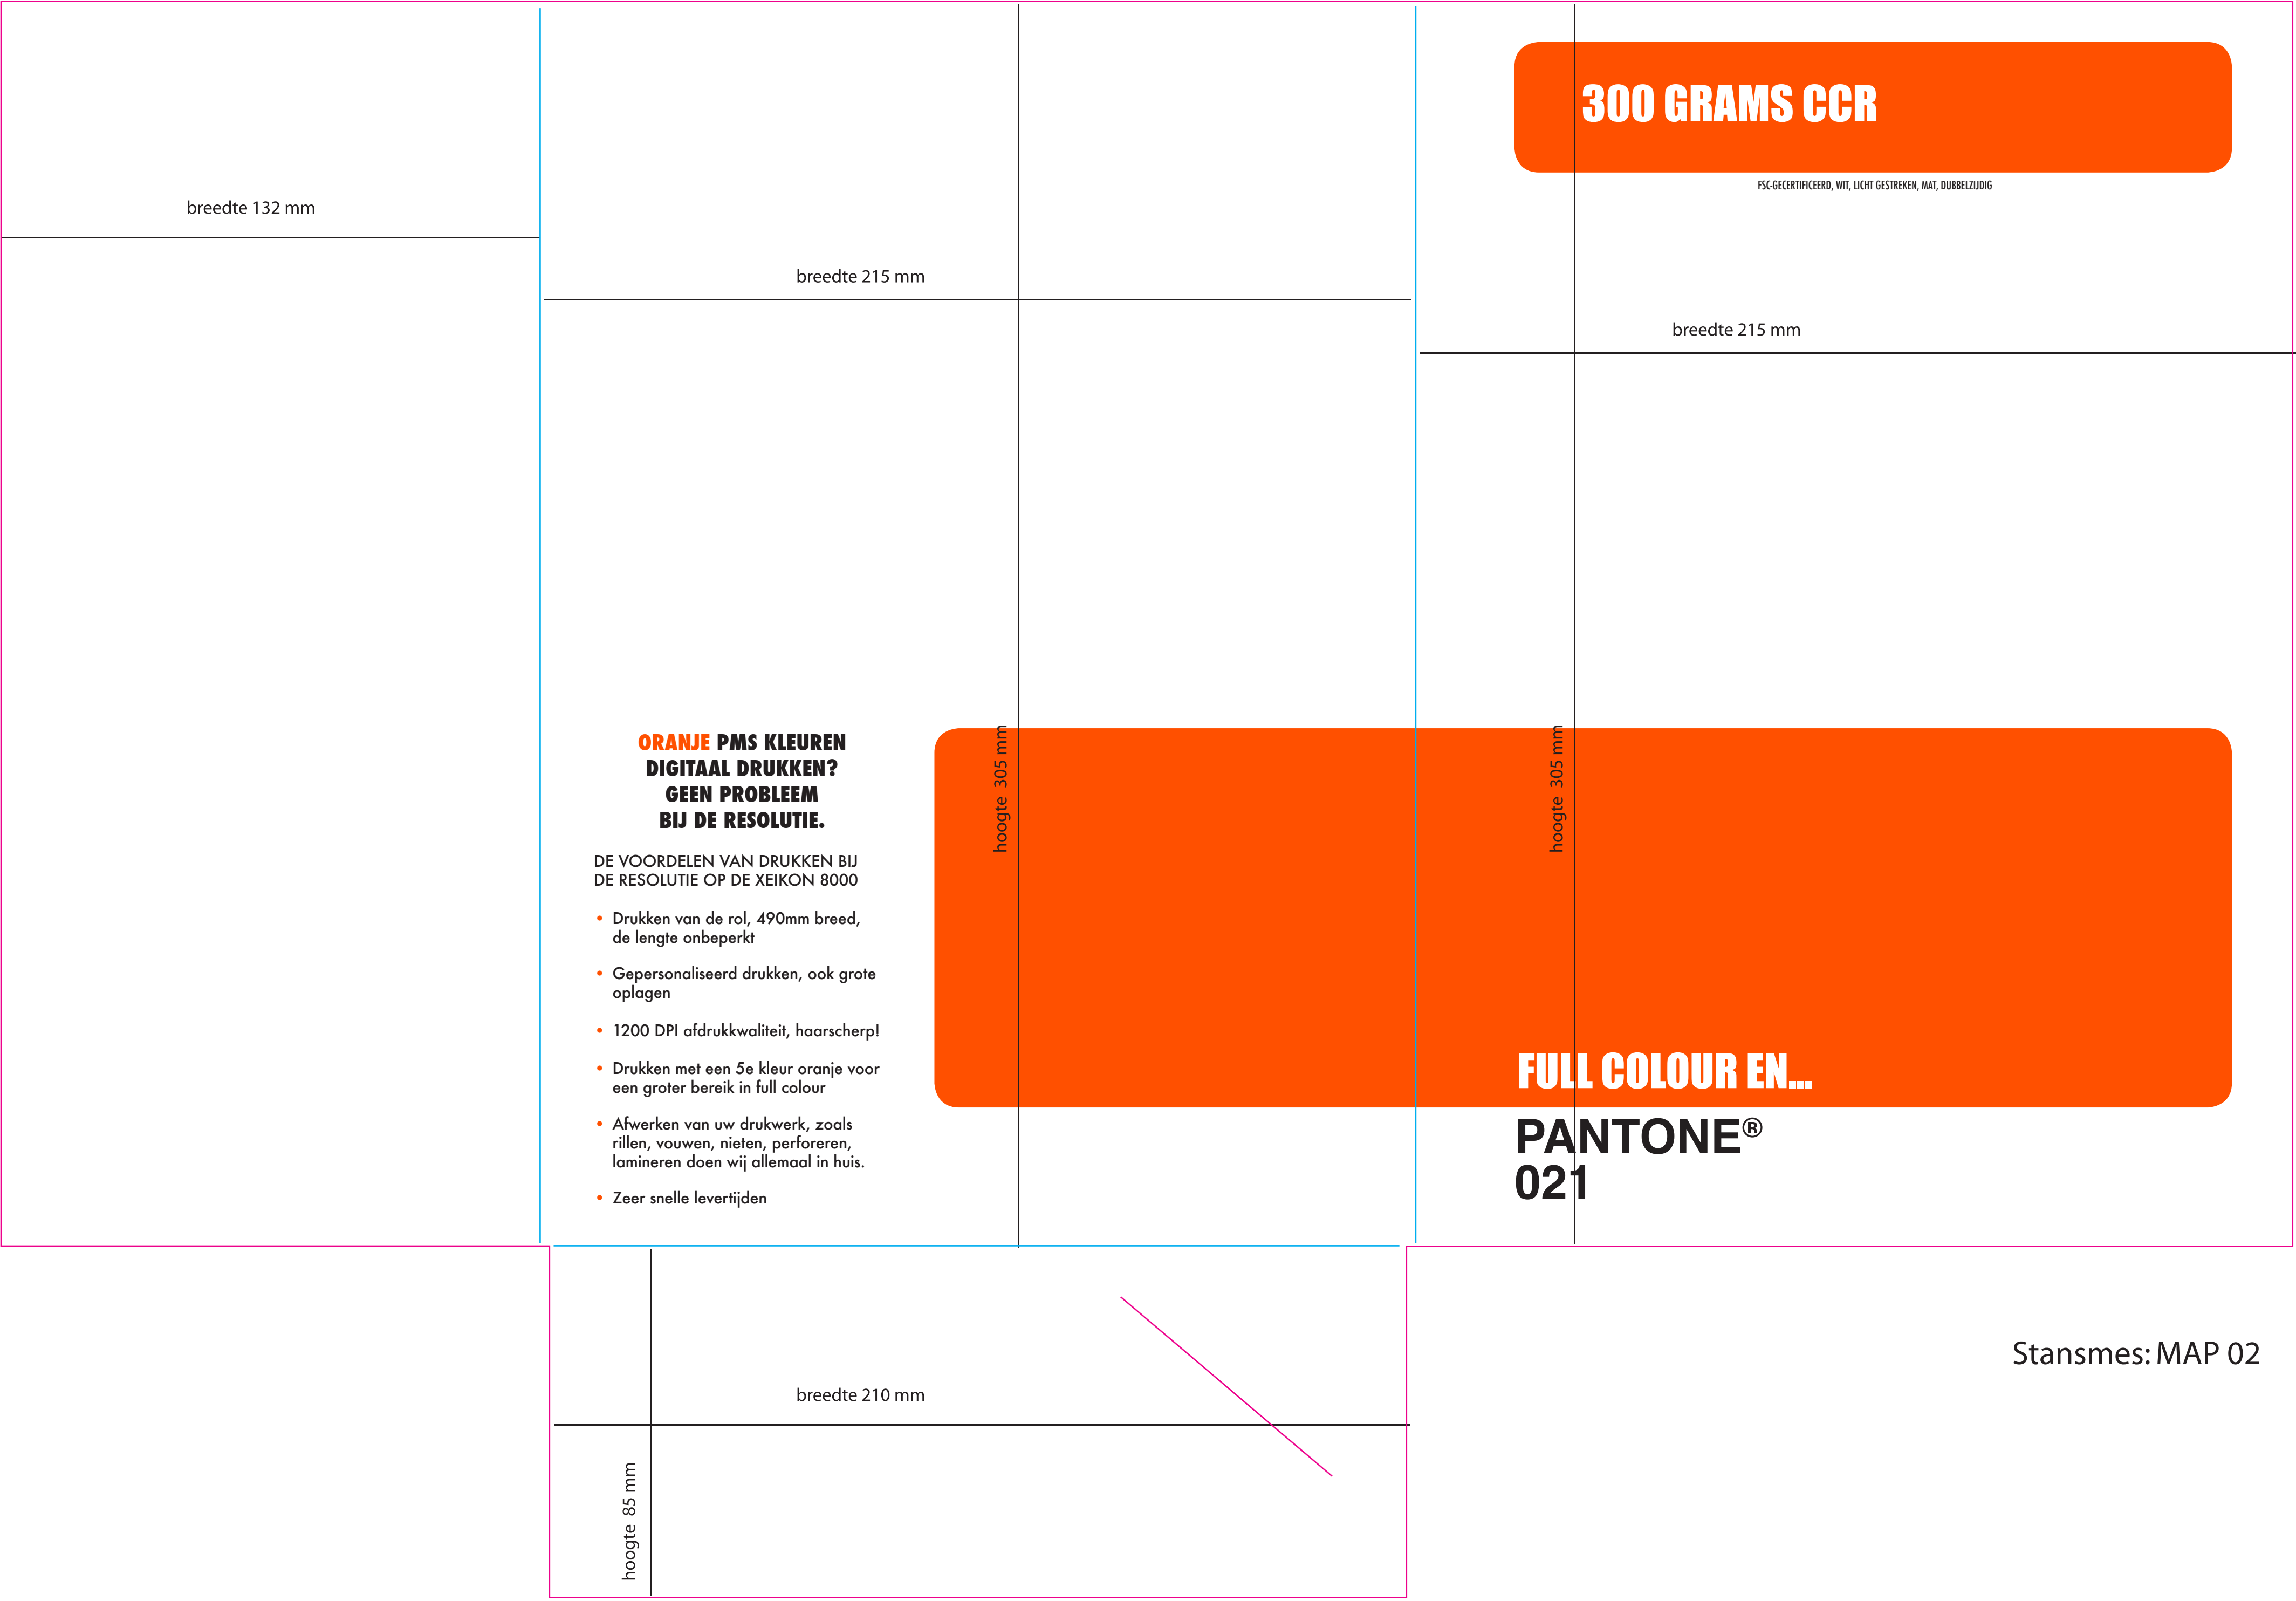 300 GRAMS CCR
FSC-GECERTIFICEERD, WIT, LICHT GESTREKEN, MAT, DUBBELZIJDIG
breedte 132 mm
breedte 215 mm
breedte 215 mm
hoogte  305 mm
hoogte  305 mm
ORANJE PMS KLEUREN
DIGITAAL DRUKKEN?
GEEN PROBLEEM
BIJ DE RESOLUTIE.
DE VOORDELEN VAN DRUKKEN BIJ
DE RESOLUTIE OP DE XEIKON 8000
• Drukken van de rol, 490mm breed,
de lengte onbeperkt
• Gepersonaliseerd drukken, ook grote
oplagen
• 1200 DPI afdrukkwaliteit, haarscherp!
• Drukken met een 5e kleur oranje voor
een groter bereik in full colour
• Afwerken van uw drukwerk, zoals
rillen, vouwen, nieten, perforeren,
lamineren doen wij allemaal in huis.
• Zeer snelle levertijden
FULL COLOUR EN...
PANTONE®
021
Stansmes: MAP 02
breedte 210 mm
hoogte  85 mm